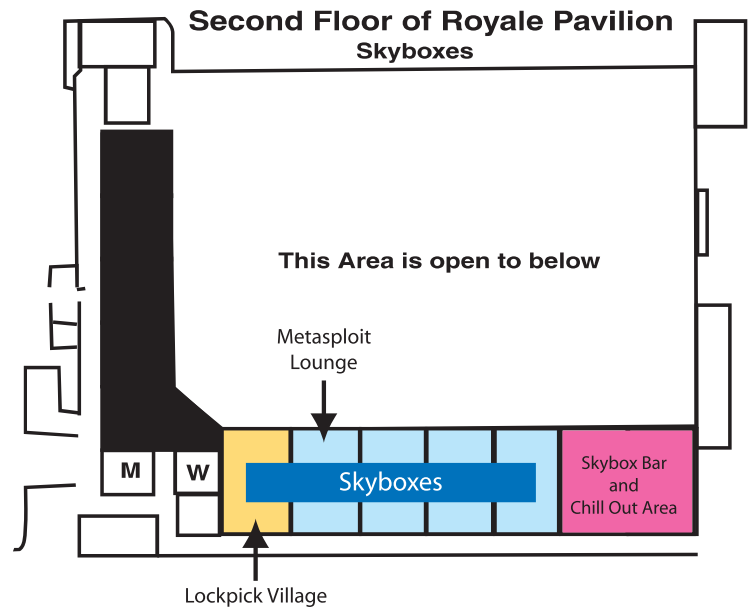 Second Floor of Royale Pavilion
Skyboxes
This Area is open to below
Metasploit
Lounge
M
W
Skyboxes
Skybox Bar
and
Chill Out Area
Lockpick Village